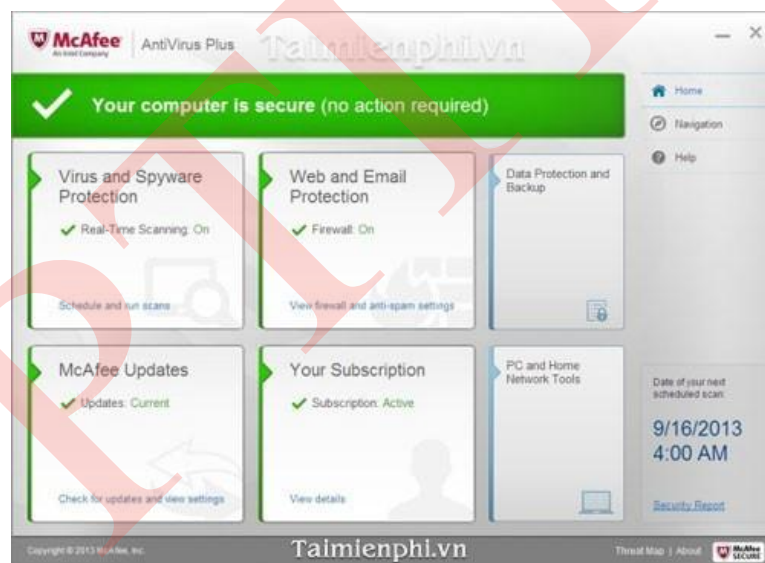 McAfee
An Intel Company
AntiVirus Plus
Taimienphi.vn
Your computer is secure (no action required)
Home
Navigation
Help
Virus and Spyware
Protection
Real-Time Scanning: On
Schedule and run scans
Web and Email
Protection
Firewall: On
View firewall and anti-spam settings
Data Protection and
Backup
McAfee Updates
Updates: Current
Check for updates and view settings
Your Subscription
Subscription: Active
View details
PC and Home
Network Tools
Date of your next
scheduled scan:
9/16/2013
4:00 AM
Security Report
Copyright © 2013 McAfee, Inc.
Taimienphi.vn
Threat Map | About
McAfee
SECURE
PTIT